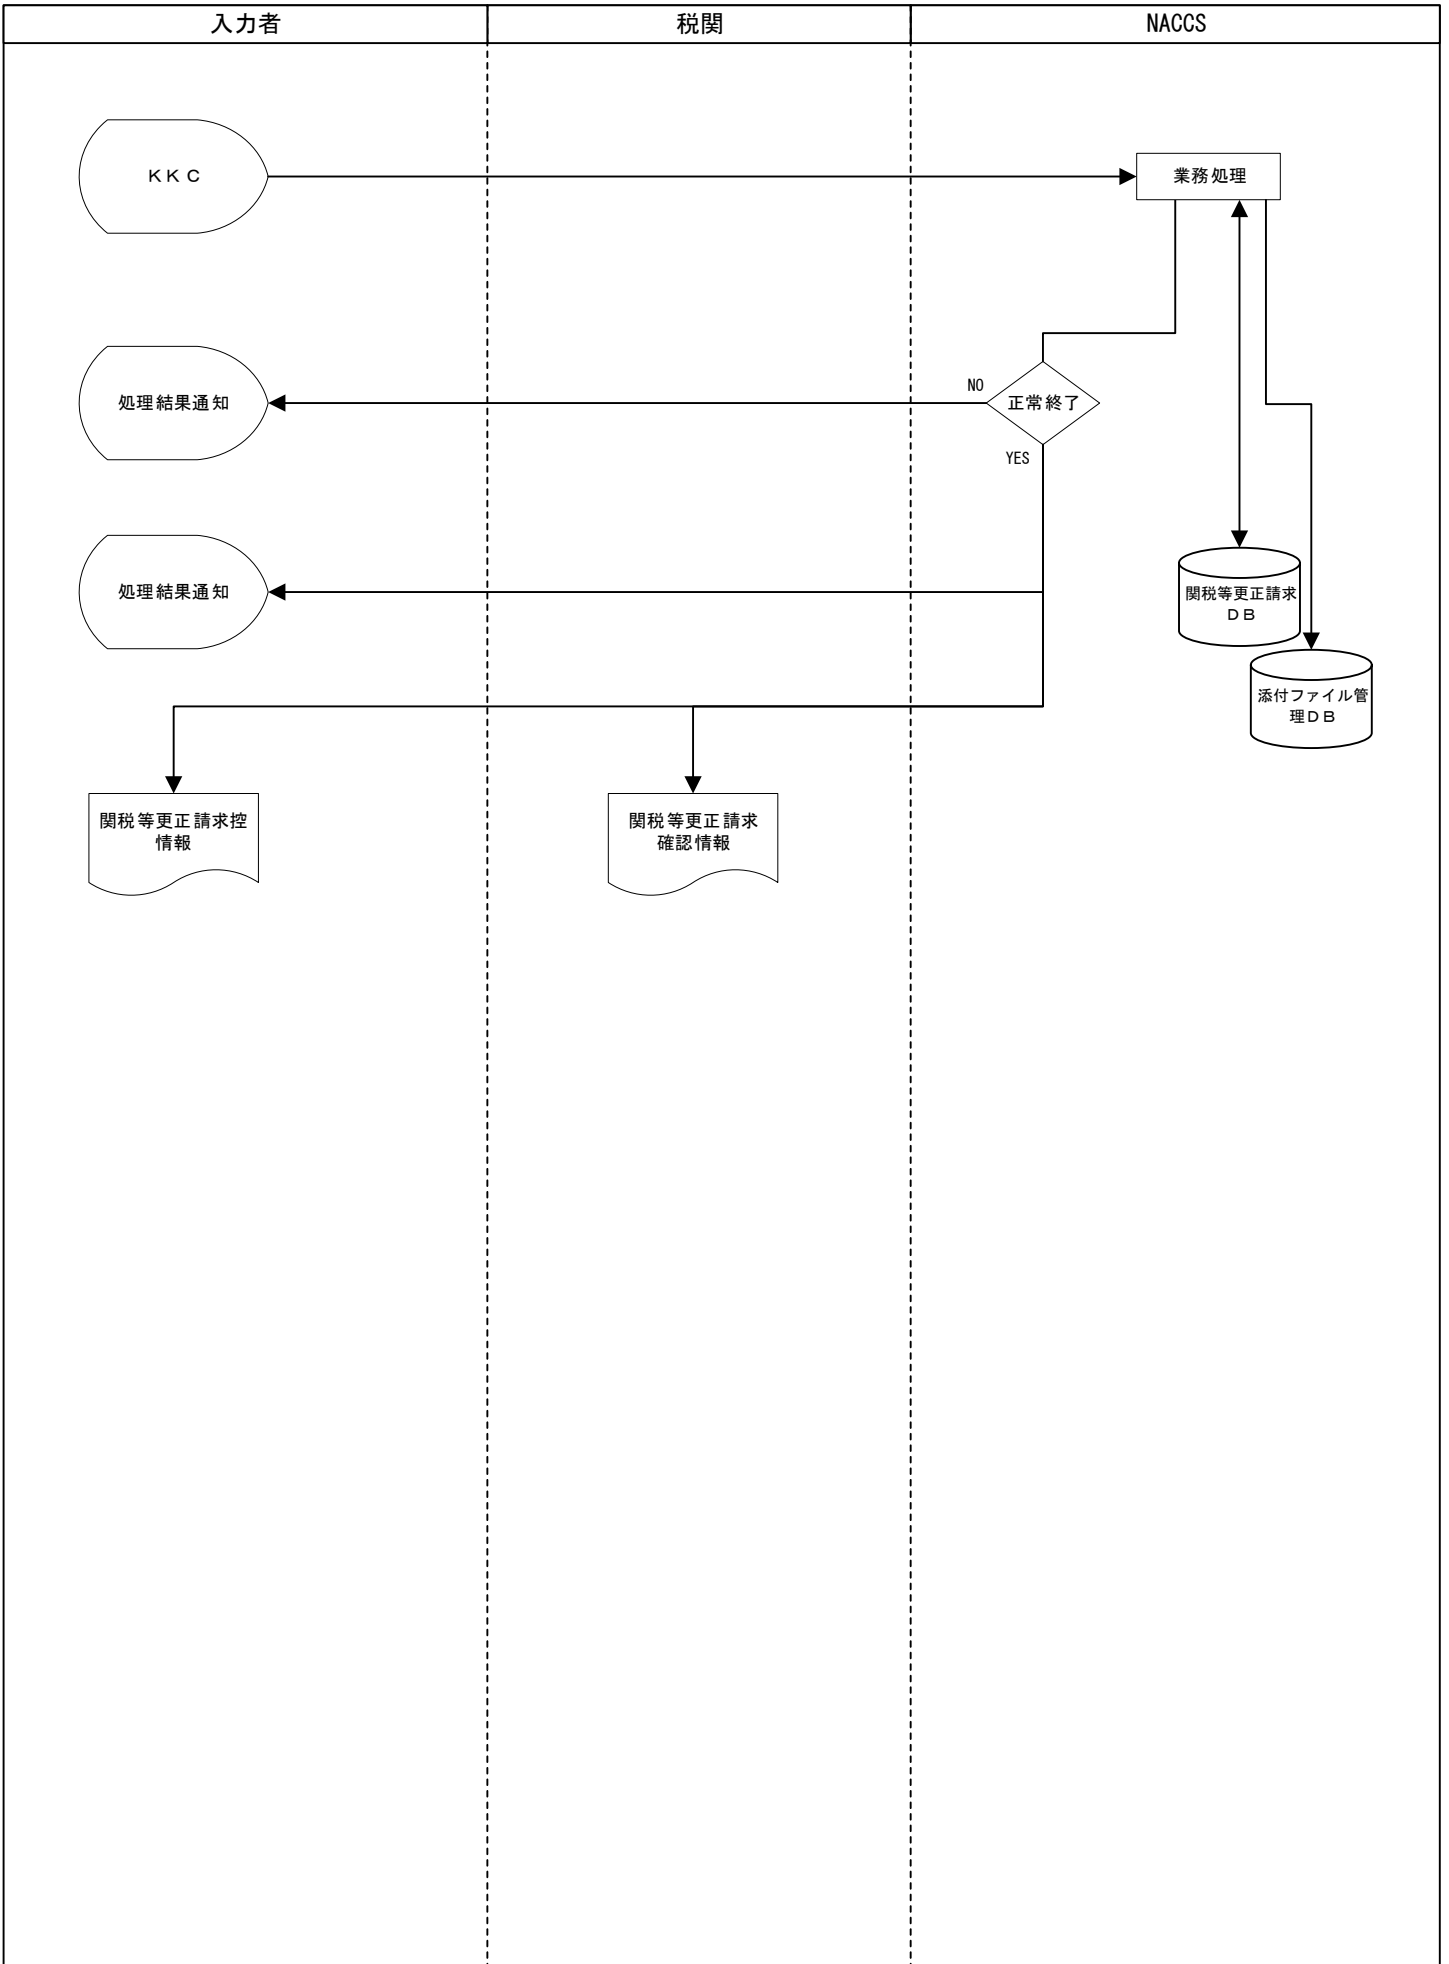 入力者
税関
NACCS
ＫＫＣ
業務処理
処理結果通知
NO
正常終了
YES
処理結果通知
関税等更正請求
ＤＢ
添付ファイル管
理ＤＢ
関税等更正請求控
情報
関税等更正請求
確認情報